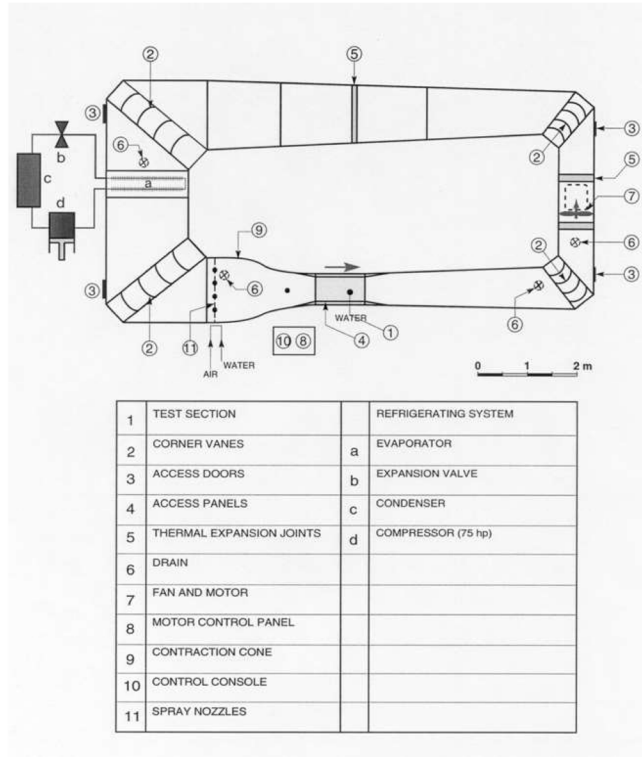 2
5
3
3
6
2
b
5
a
c
7
d
9
6
2
3
3
6
6
WATER
2
11
10 8
4
1
WATER
AIR
0 1 2 m
1 TEST SECTION REFRIGERATING SYSTEM
2 CORNER VANES a EVAPORATOR
3 ACCESS DOORS b EXPANSION VALVE
4 ACCESS PANELS c CONDENSER
5 THERMAL EXPANSION JOINTS d COMPRESSOR (75 hp)
6 DRAIN
7 FAN AND MOTOR
8 MOTOR CONTROL PANEL
9 CONTRACTION CONE
10 CONTROL CONSOLE
11 SPRAY NOZZLES